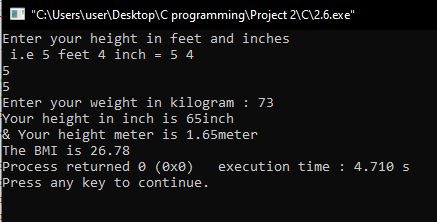 "C:\Users\user\Desktop\C programming\Project 2\C\2.6.exe"
Enter your height in feet and inches
 i.e 5 feet 4 inch = 5 4
5
5
Enter your weight in kilogram : 73
Your height in inch is 65inch
& Your height meter is 1.65meter
The BMI is 26.78
Process returned 0 (0x0)   execution time : 4.710 s
Press any key to continue.